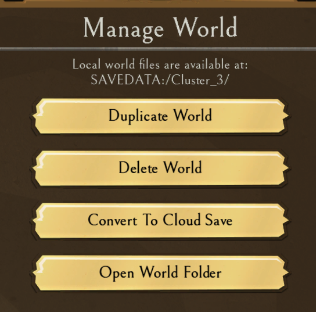 Manage World
Local world files are available at:
SAVEDATA:/Cluster_3/
Duplicate World
Delete World
Convert To Cloud Save
Open World Folder